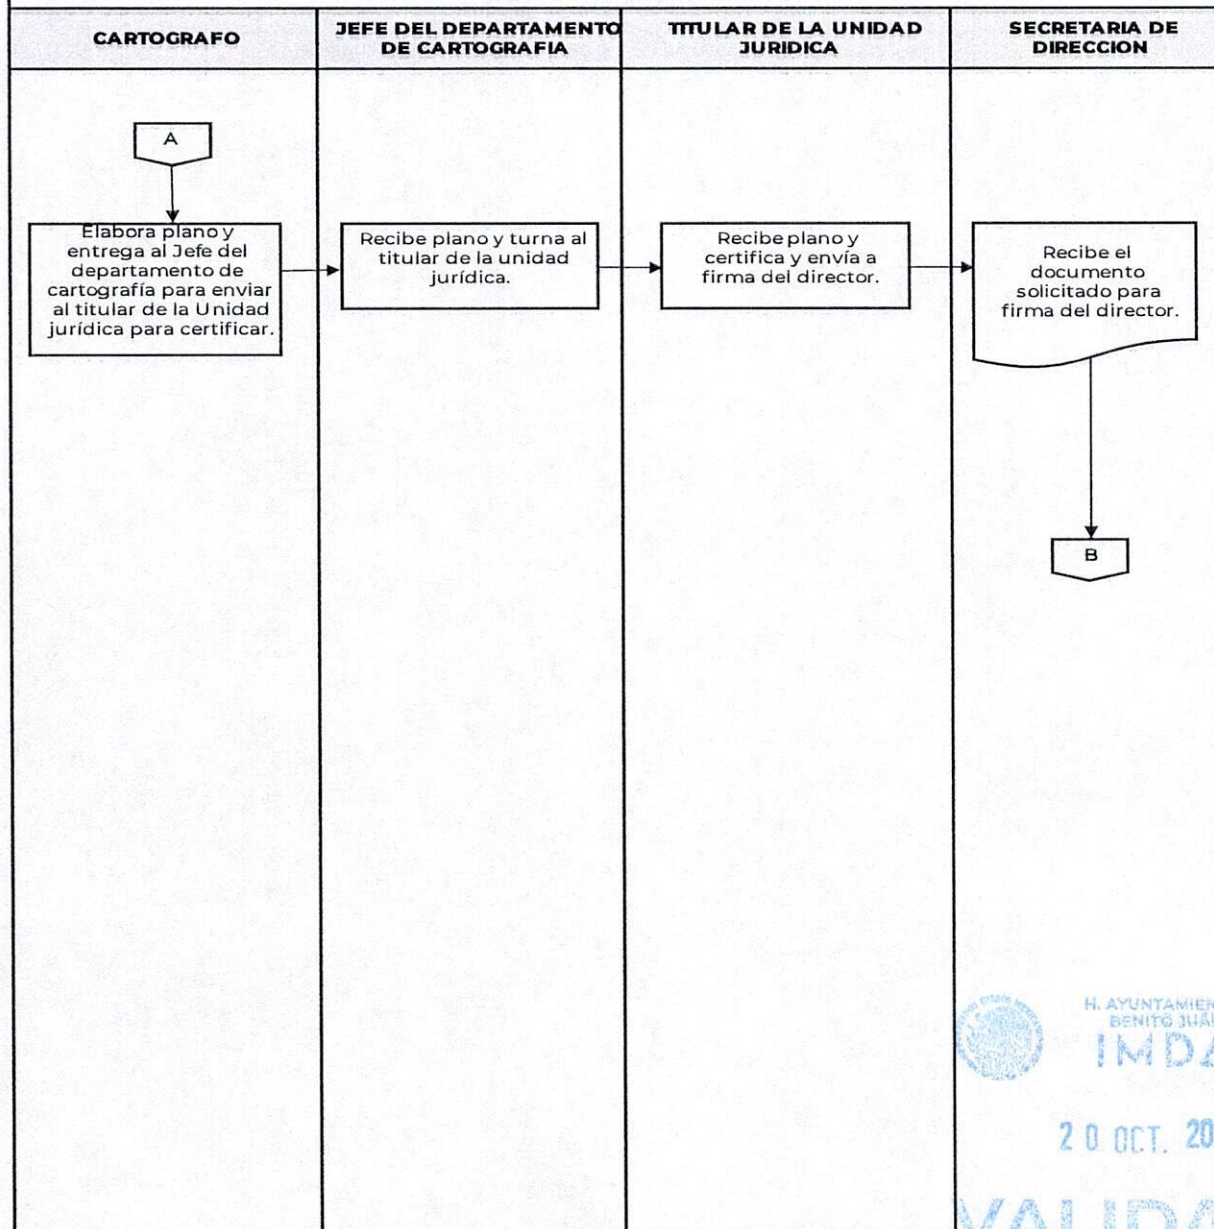 CARTOGRAFO
JEFE DEL DEPARTAMENTO
DE CARTOGRAFIA
TITULAR DE LA UNIDAD
JURIDICA
SECRETARIA DE
DIRECCION
A
Elabora plano y
entrega al Jefe del
departamento de
cartografía para enviar
al titular de la Unidad
jurídica para certificar.
Recibe plano y turna al
titular de la unidad
jurídica.
Recibe plano y
certifica y envía a
firma del director.
Recibe el
documento
solicitado para
firma del director.
B
H. AYUNTAMIEN
BENITO JUÁ
IMDA
20 OCT. 20
VALIDA